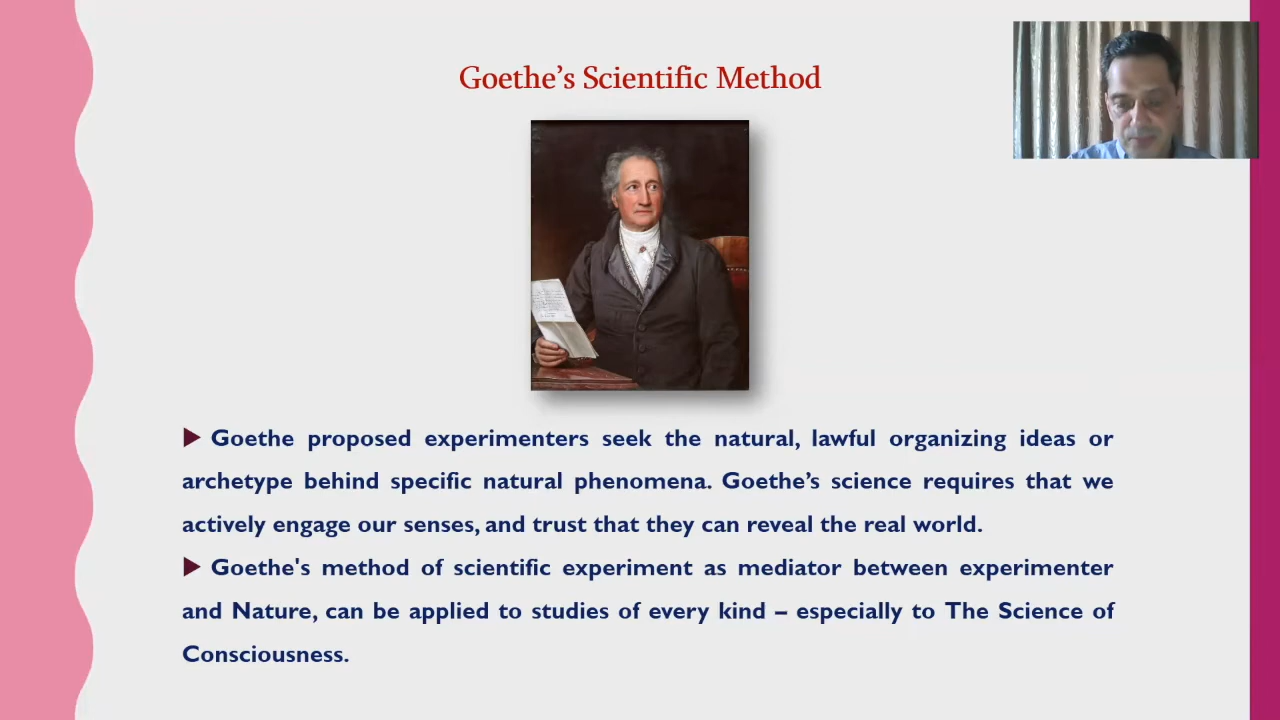 Goethe’s Scientific Method
Goethe proposed experimenters seek the natural, lawful organizing ideas or
archetype behind specific natural phenomena. Goethe’s science requires that we
actively engage our senses, and trust that they can reveal the real world.
Goethe's method of scientific experiment as mediator between experimenter
and Nature, can be applied to studies of every kind – especially to The Science of
Consciousness.